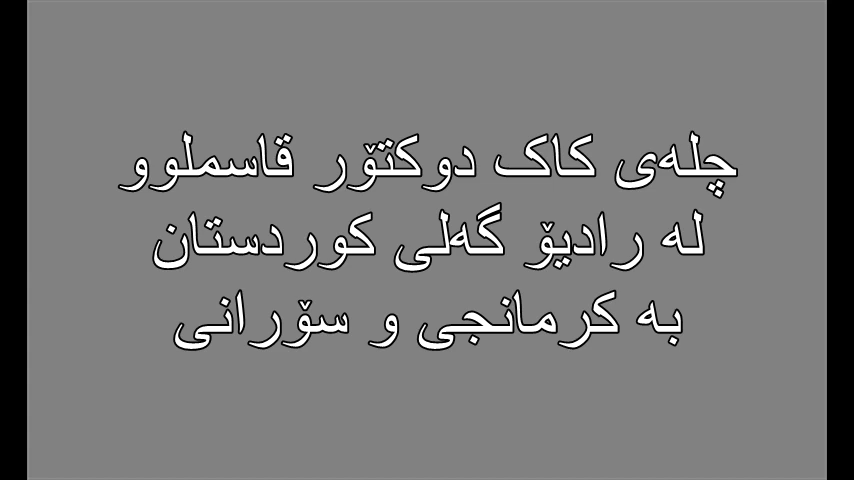 چلەی کاک دوکتۆر قاسملوو
لە رادیۆ گەلی کوردستان
بە کرمانجی و سۆرانی